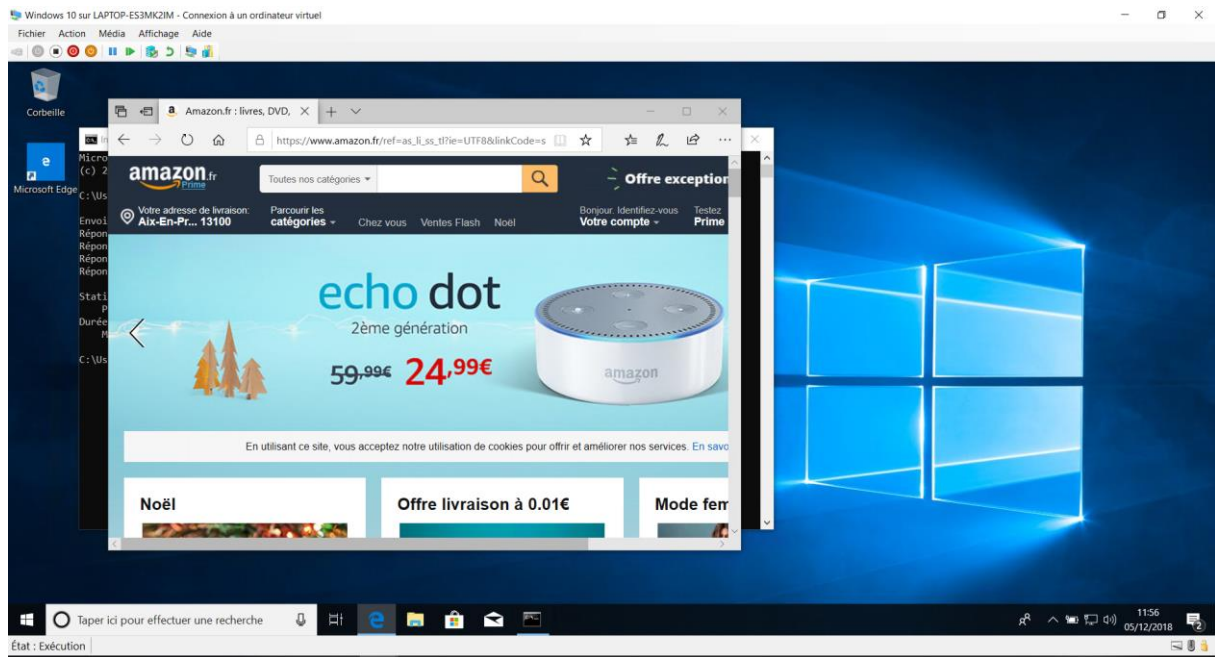 Windows 10 sur LAPTOP-ES3MK2IM - Connexion à un ordinateur virtuel
Fichier Action Média Affichage Aide
Corbeille
Amazon.fr : livres, DVD,
https://www.amazon.fr/ref=as_li_ss_tl?ie=UTF8&linkCode=s
Micro
(c) 2
amazon.fr
Prime
Toutes nos catégories
Offre exception
Microsoft Edge
C:\Us
Votre adresse de livraison:
Aix-En-Pr... 13100
Parcourir les
catégories
Chez vous Ventes Flash Noël
Bonjour. Identifiez-vous
Votre compte
Testez
Prime
Envoi
Répon
Répon
Répon
Répon
Stati
P
Durée
M
C:\Us
echo dot
2ème génération
59,99€ 24,99€
amazon
En utilisant ce site, vous acceptez notre utilisation de cookies pour offrir et améliorer nos services. En savo
Noël
Offre livraison à 0.01€
Mode fem
Taper ici pour effectuer une recherche
11:56
05/12/2018
2
État : Exécution